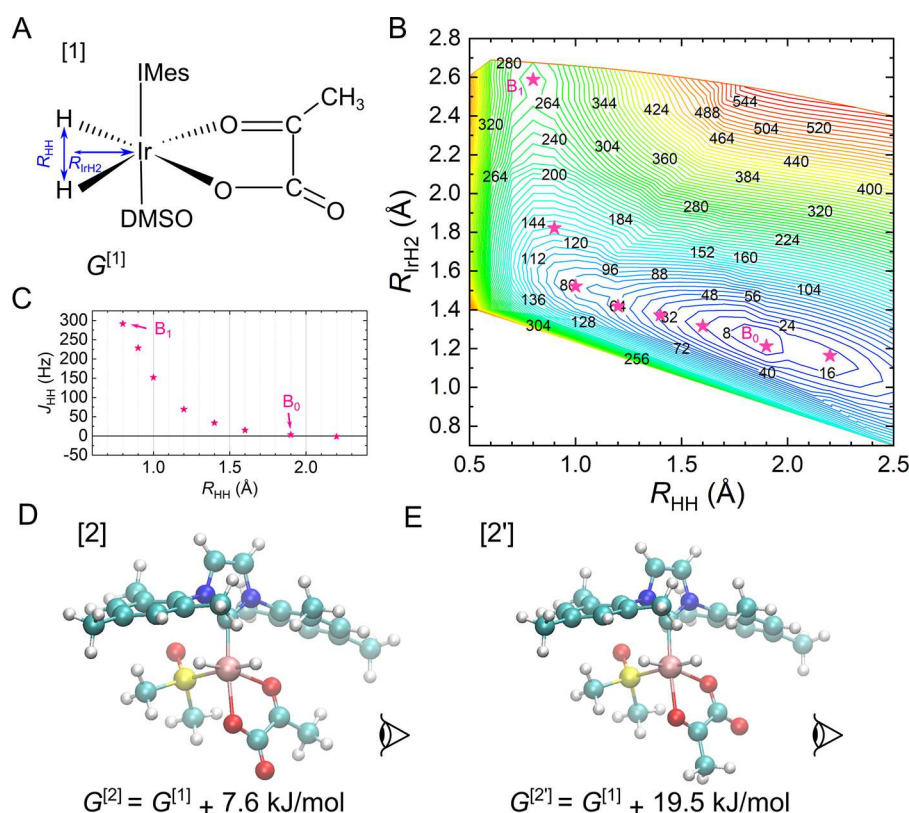 A
[1]
IMes
CH3
H
O
C
RHH
RIrH2
Ir
H
O
C
O
DMSO
G[1]
B
2.8
2.6
2.4
2.2
2.0
1.8
1.6
1.4
1.2
1.0
0.8
RIrH2 (Å)
280
B1
264
344
424
488
544
320
504
520
464
240
304
440
360
264
200
384
400
280
320
144
184
224
120
152
160
112
96
88
104
80
48
56
136
64
32
24
304
128
8
B0
72
256
40
16
0.5
1.0
1.5
2.0
2.5
RHH (Å)
C
300
250
200
150
100
50
0
-50
JHH (Hz)
B1
B0
1.0
1.5
2.0
RHH (Å)
D
[2]
G[2] = G[1] + 7.6 kJ/mol
E
[2']
G[2'] = G[1] + 19.5 kJ/mol